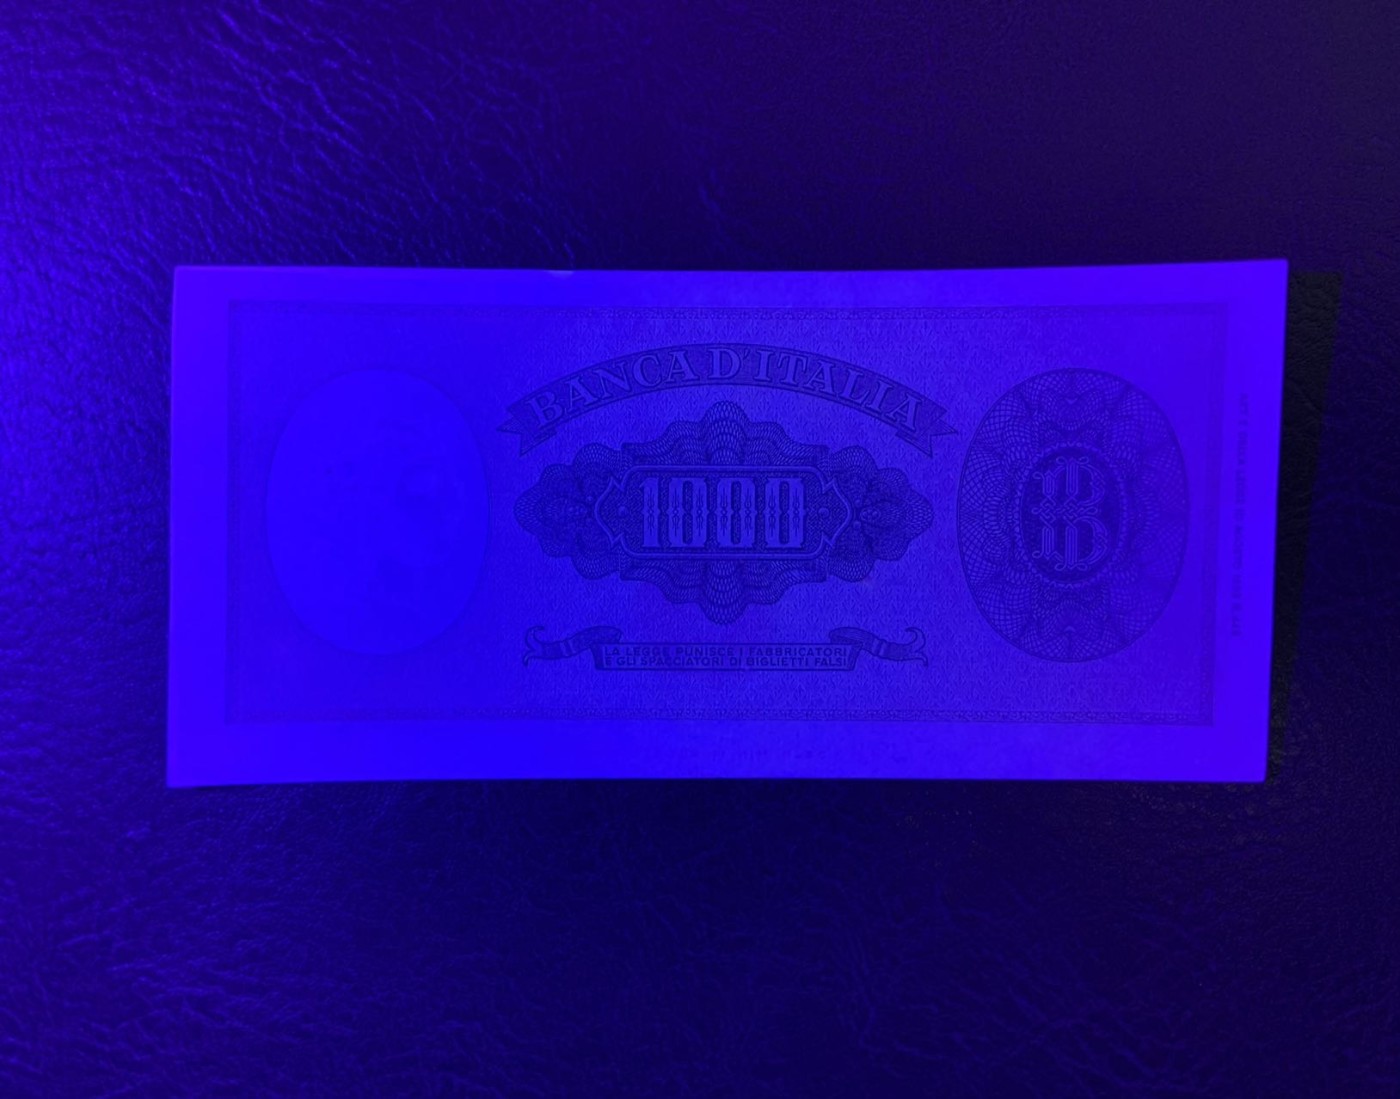 BANCA D'ITALIA
1000
B
LA LEGGE PUNISCE I FABBRICATORI
E GLI SPACCIATORI DI BIGLIETTI FALSI